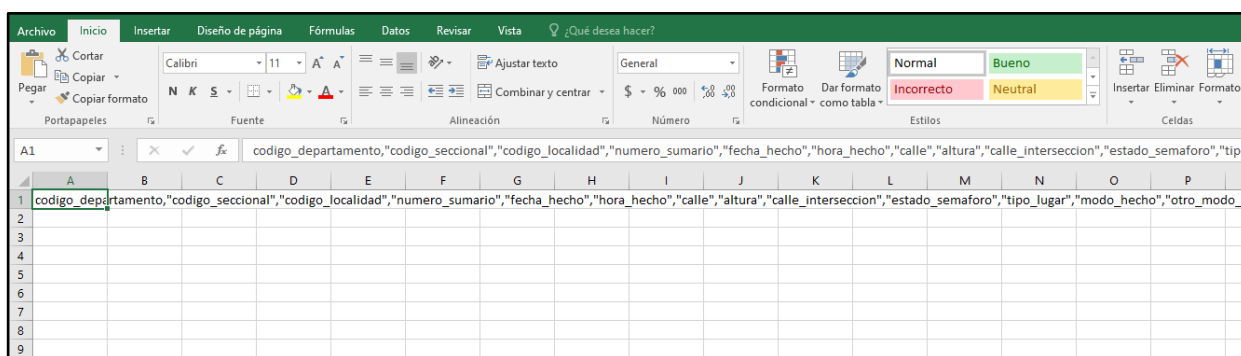 Archivo Inicio Insertar Diseño de página Fórmulas Datos Revisar Vista ¿Qué desea hacer?
Pegar
Cortar
Copiar
Copiar formato
Portapapeles
Calibri 11 A A
N K S A
Fuente
Ajustar texto
Combinar y centrar
Alineación
General
$ % 000
Número
Formato condicional
Dar formato como tabla
Normal Bueno
Incorrecto Neutral
Estilos
Insertar Eliminar Formato
Celdas
A1 fx codigo_departamento,"codigo_seccional","codigo_localidad","numero_sumario","fecha_hecho","hora_hecho","calle","altura","calle_interseccion","estado_semaforo","tip
A B C D E F G H I J K L M N O P
1 codigo_departamento,"codigo_seccional","codigo_localidad","numero_sumario","fecha_hecho","hora_hecho","calle","altura","calle_interseccion","estado_semaforo","tipo_lugar","modo_hecho","otro_modo_
2
3
4
5
6
7
8
9